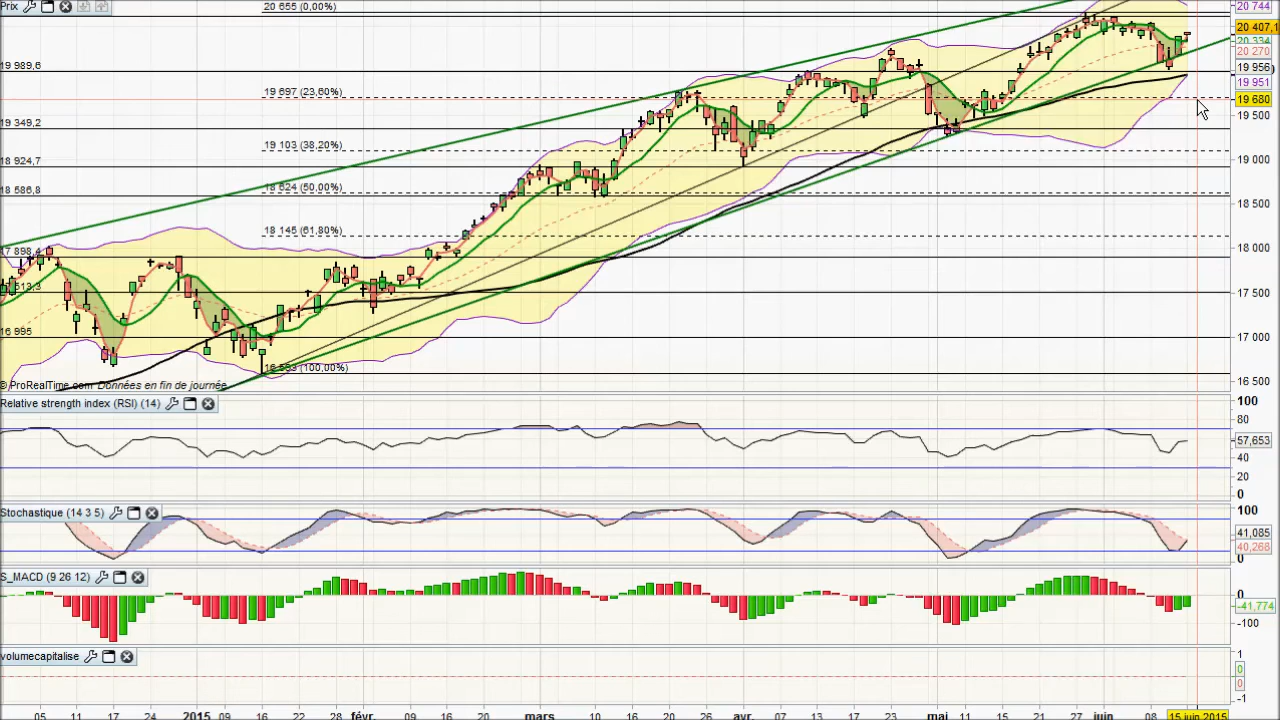 Prix
20 655 (0,00%)
20 744
20 407,1
20 334
20 270
19 989,6
19 956
19 951
19 697 (23,60%)
19 680
19 500
19 349,2
19 103 (38,20%)
19 000
18 924,7
18 624 (50,00%)
18 586,8
18 500
18 145 (61,80%)
18 000
17 898,4
17 500
16 995
17 000
16 593 (100,00%)
16 500
© ProRealTime.com Données en fin de journée
Relative strength index (RSI) (14)
100
80
57,653
40
20
0
Stochastique (14 3 5)
100
41,085
40,268
0
S_MACD (9 26 12)
0
-41,774
-100
volumecapitalise
1
0
0
-1
05 11 17 24 2015 09 16 22 28 févr. 09 16 20 mars 10 16 20 26 avr. 07 13 17 23 mai 11 15 21 27 juin 08 15 juin 2015